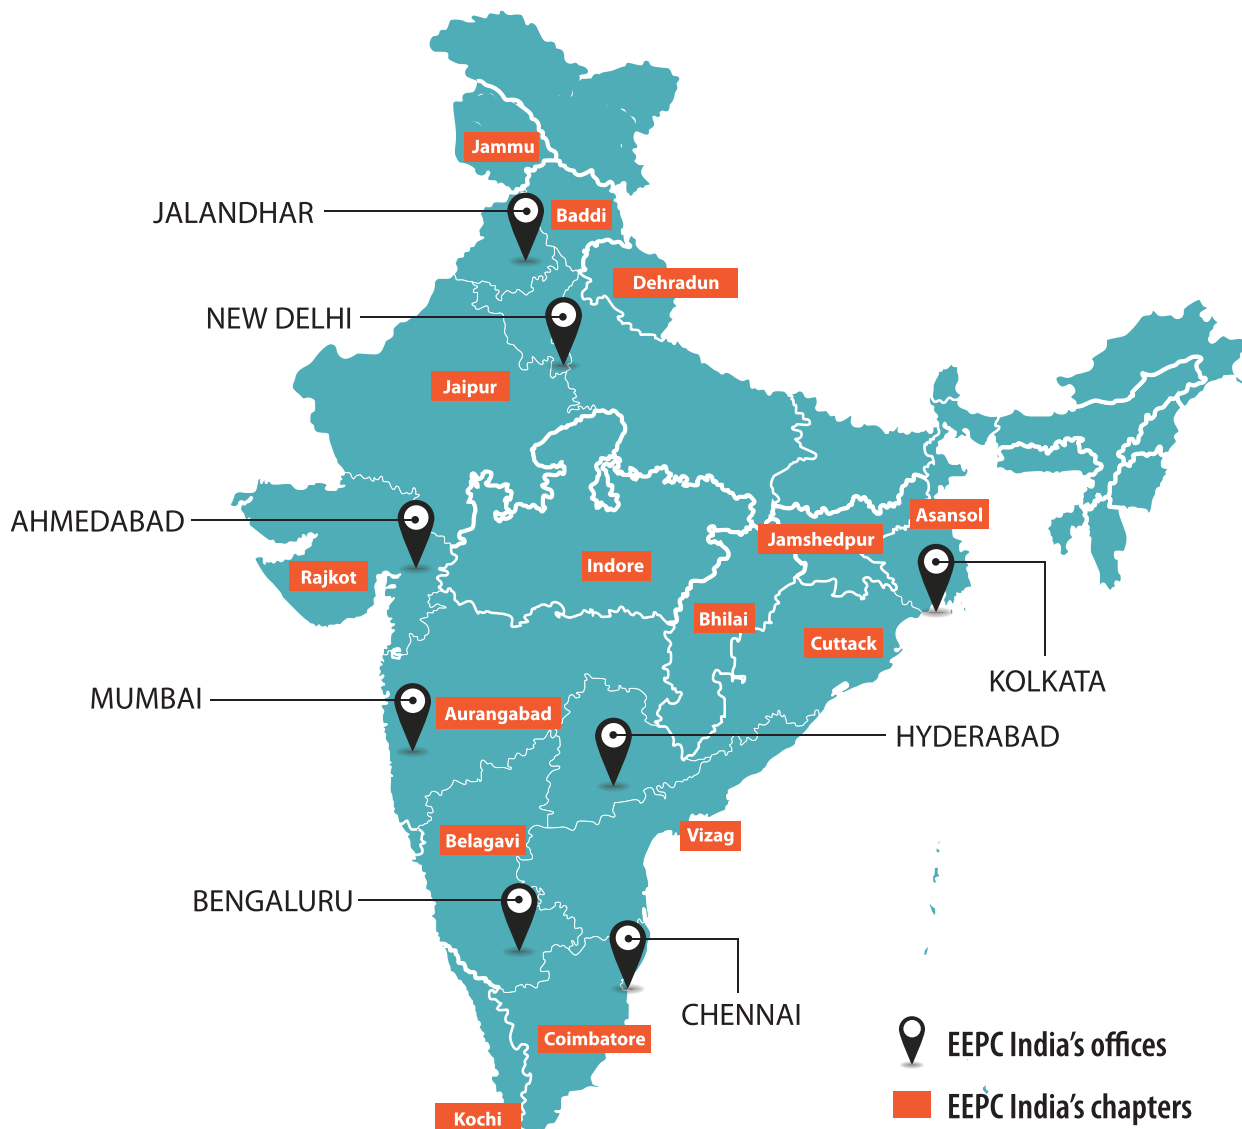 Jammu
JALANDHAR
Baddi
Dehradun
NEW DELHI
Jaipur
AHMEDABAD
Asansol
Jamshedpur
Indore
Rajkot
Bhilai
Cuttack
KOLKATA
MUMBAI
Aurangabad
HYDERABAD
Vizag
Belagavi
BENGALURU
CHENNAI
Coimbatore
EEPC India's offices
EEPC India's chapters
Kochi